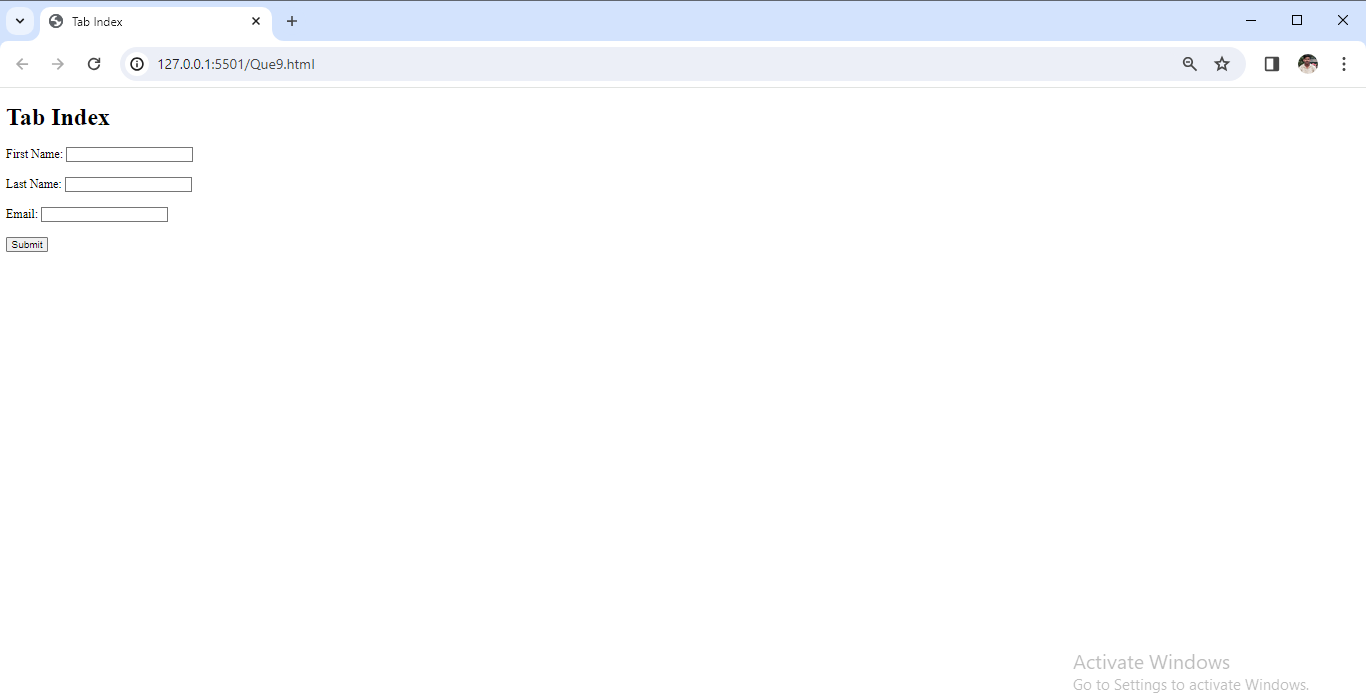 Tab Index
127.0.0.1:5501/Que9.html
Tab Index
First Name:
Last Name:
Email:
Submit
Activate Windows
Go to Settings to activate Windows.